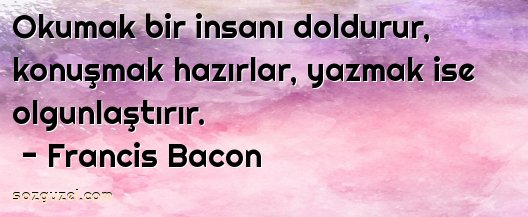 Okumak bir insanı doldurur,
konuşmak hazırlar, yazmak ise
olgunlaştırır.
- Francis Bacon
sozguzel.com